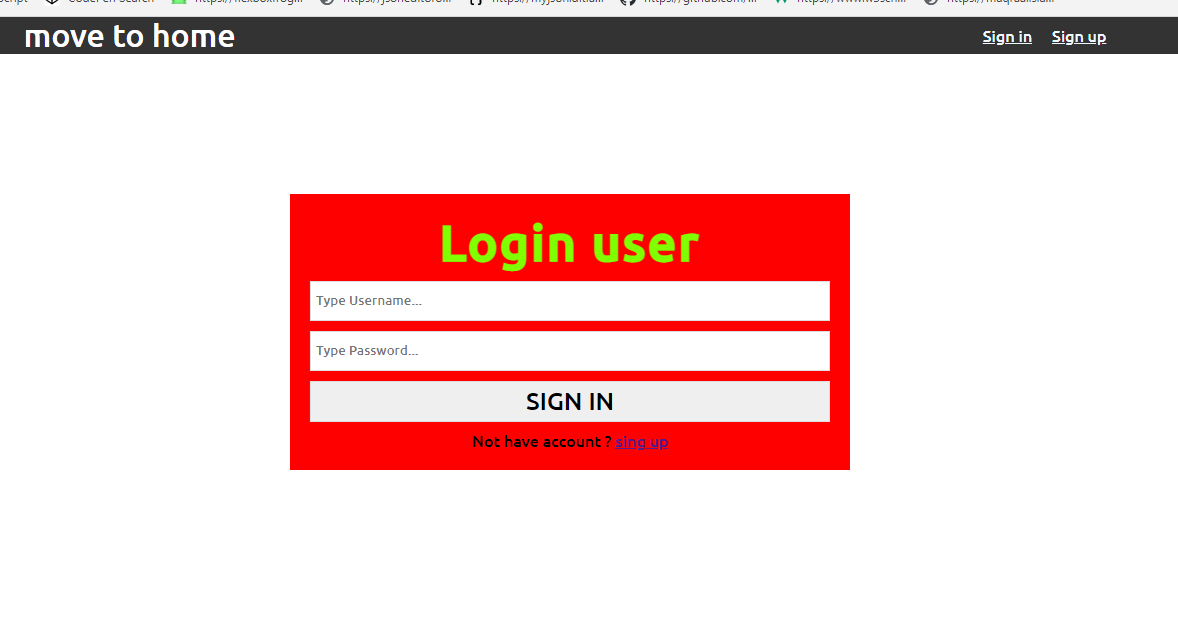 move to home
Sign in Sign up
Login user
Type Username...
Type Password...
SIGN IN
Not have account ? sing up